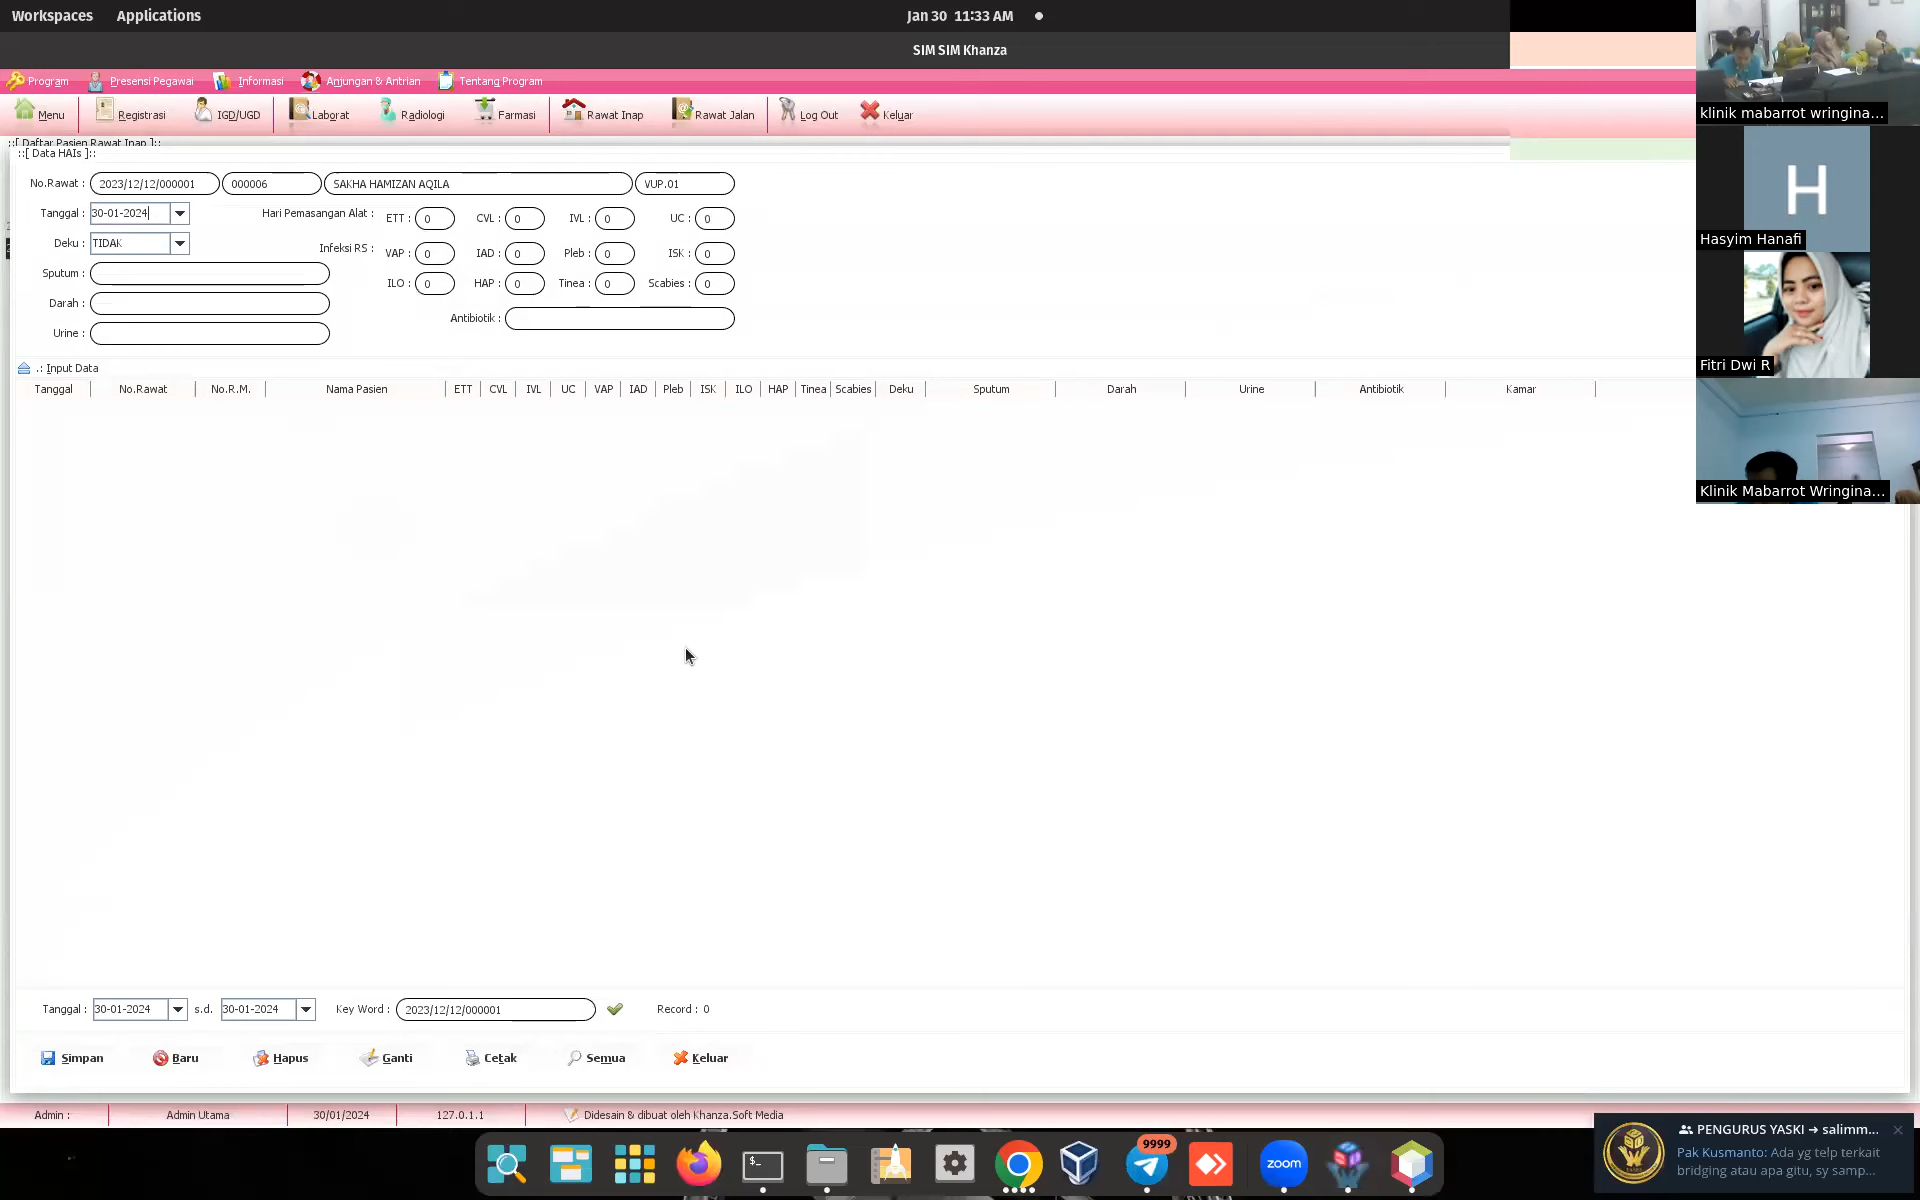 Workspaces Applications Jan 30 11:33 AM
SIM SIM Khanza
Program Presensi Pegawai Informasi Anjungan & Antrian Tentang Program
Menu Registrasi IGD/UGD Laborat Radiologi Farmasi Rawat Inap Rawat Jalan Log Out Keluar
::[ Daftar Pasien Rawat Inap ]::
::[ Data HAIs ]::
No.Rawat : 2023/12/12/000001 000006 SAKHA HAMIZAN AQILA VUP.01
Tanggal : 30-01-2024 Hari Pemasangan Alat : ETT : 0 CVL : 0 IVL : 0 UC : 0
Deku : TIDAK Infeksi RS : VAP : 0 IAD : 0 Pleb : 0 ISK : 0
Sputum : ILO : 0 HAP : 0 Tinea : 0 Scabies : 0
Darah : Antibiotik :
Urine :
.: Input Data
Tanggal No.Rawat No.R.M. Nama Pasien ETT CVL IVL UC VAP IAD Pleb ISK ILO HAP Tinea Scabies Deku Sputum Darah Urine Antibiotik Kamar
Tanggal : 30-01-2024 s.d. 30-01-2024 Key Word : 2023/12/12/000001 Record : 0
Simpan Baru Hapus Ganti Cetak Semua Keluar
Admin : Admin Utama 30/01/2024 127.0.1.1 Didesain & dibuat oleh Khanza.Soft Media
klinik mabarrot wringina...
H
Hasyim Hanafi
Fitri Dwi R
Klinik Mabarrot Wringina...
$_
9999
zoom
PENGURUS YASKI → salimm...
Pak Kusmanto: Ada yg telp terkait
bridging atau apa gitu, sy samp...